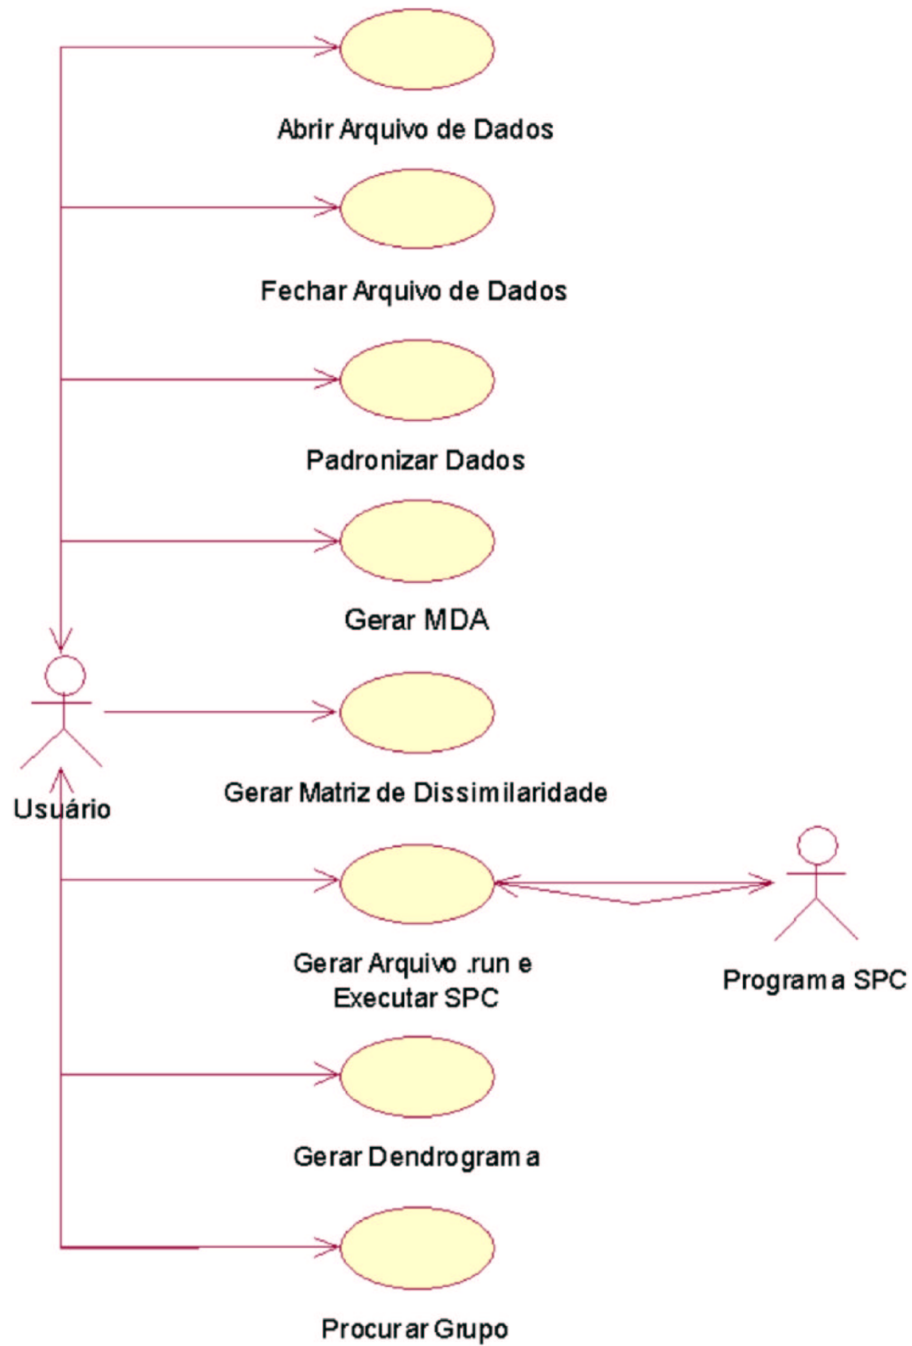 Abrir Arquivo de Dados
Fechar Arquivo de Dados
Padronizar Dados
Gerar MDA
Gerar Matriz de Dissimilaridade
Usuário
Gerar Arquivo .run e
Executar SPC
Programa SPC
Gerar Dendrograma
Procurar Grupo